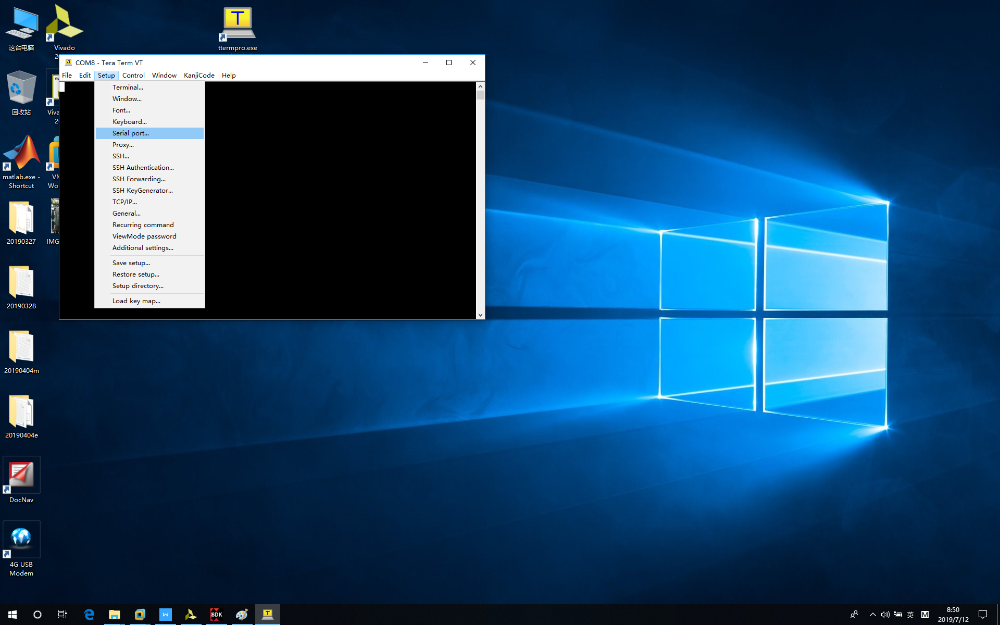 这台电脑
Vivado
2
T
ttermpro.exe
回收站
Viva
2
matlab.exe -
Shortcut
VM
Wo
20190327
IMG
20190328
20190404m
20190404e
DocNav
4G USB
Modem
VT
COM8 - Tera Term VT
File Edit Setup Control Window KanjiCode Help
Terminal...
Window...
Font...
Keyboard...
Serial port...
Proxy...
SSH...
SSH Authentication...
SSH Forwarding...
SSH KeyGenerator...
TCP/IP...
General...
Recurring command
ViewMode password
Additional settings...
Save setup...
Restore setup...
Setup directory...
Load key map...
W
SDK
T
英
M
8:50
2019/7/12